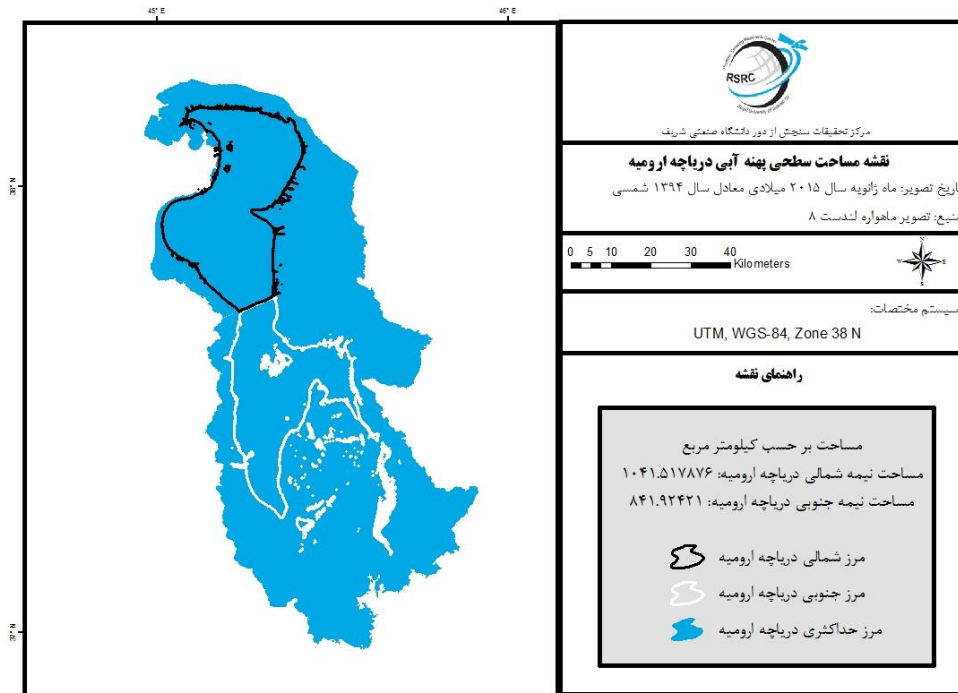 45° E
46° E
38° N
37° N
RSRC
مرکز تحقیقات سنجش از دور دانشگاه صنعتی شریف
نقشه مساحت سطحی پهنه آبی دریاچه ارومیه
تاریخ تصویر: ماه ژانویه سال ۲۰۱۵ میلادی معادل سال ۱۳۹۴ شمسی
منبع: تصویر ماهواره لندست ۸
0 5 10 20 30 40
Kilometers
سیستم مختصات:
UTM, WGS-84, Zone 38 N
راهنمای نقشه
مساحت بر حسب کیلومتر مربع
مساحت نیمه شمالی دریاچه ارومیه: ۱۰۴۱.۵۱۷۸۷۶
مساحت نیمه جنوبی دریاچه ارومیه: ۸۴۱.۹۲۴۲۱
مرز شمالی دریاچه ارومیه
مرز جنوبی دریاچه ارومیه
مرز حداکثری دریاچه ارومیه